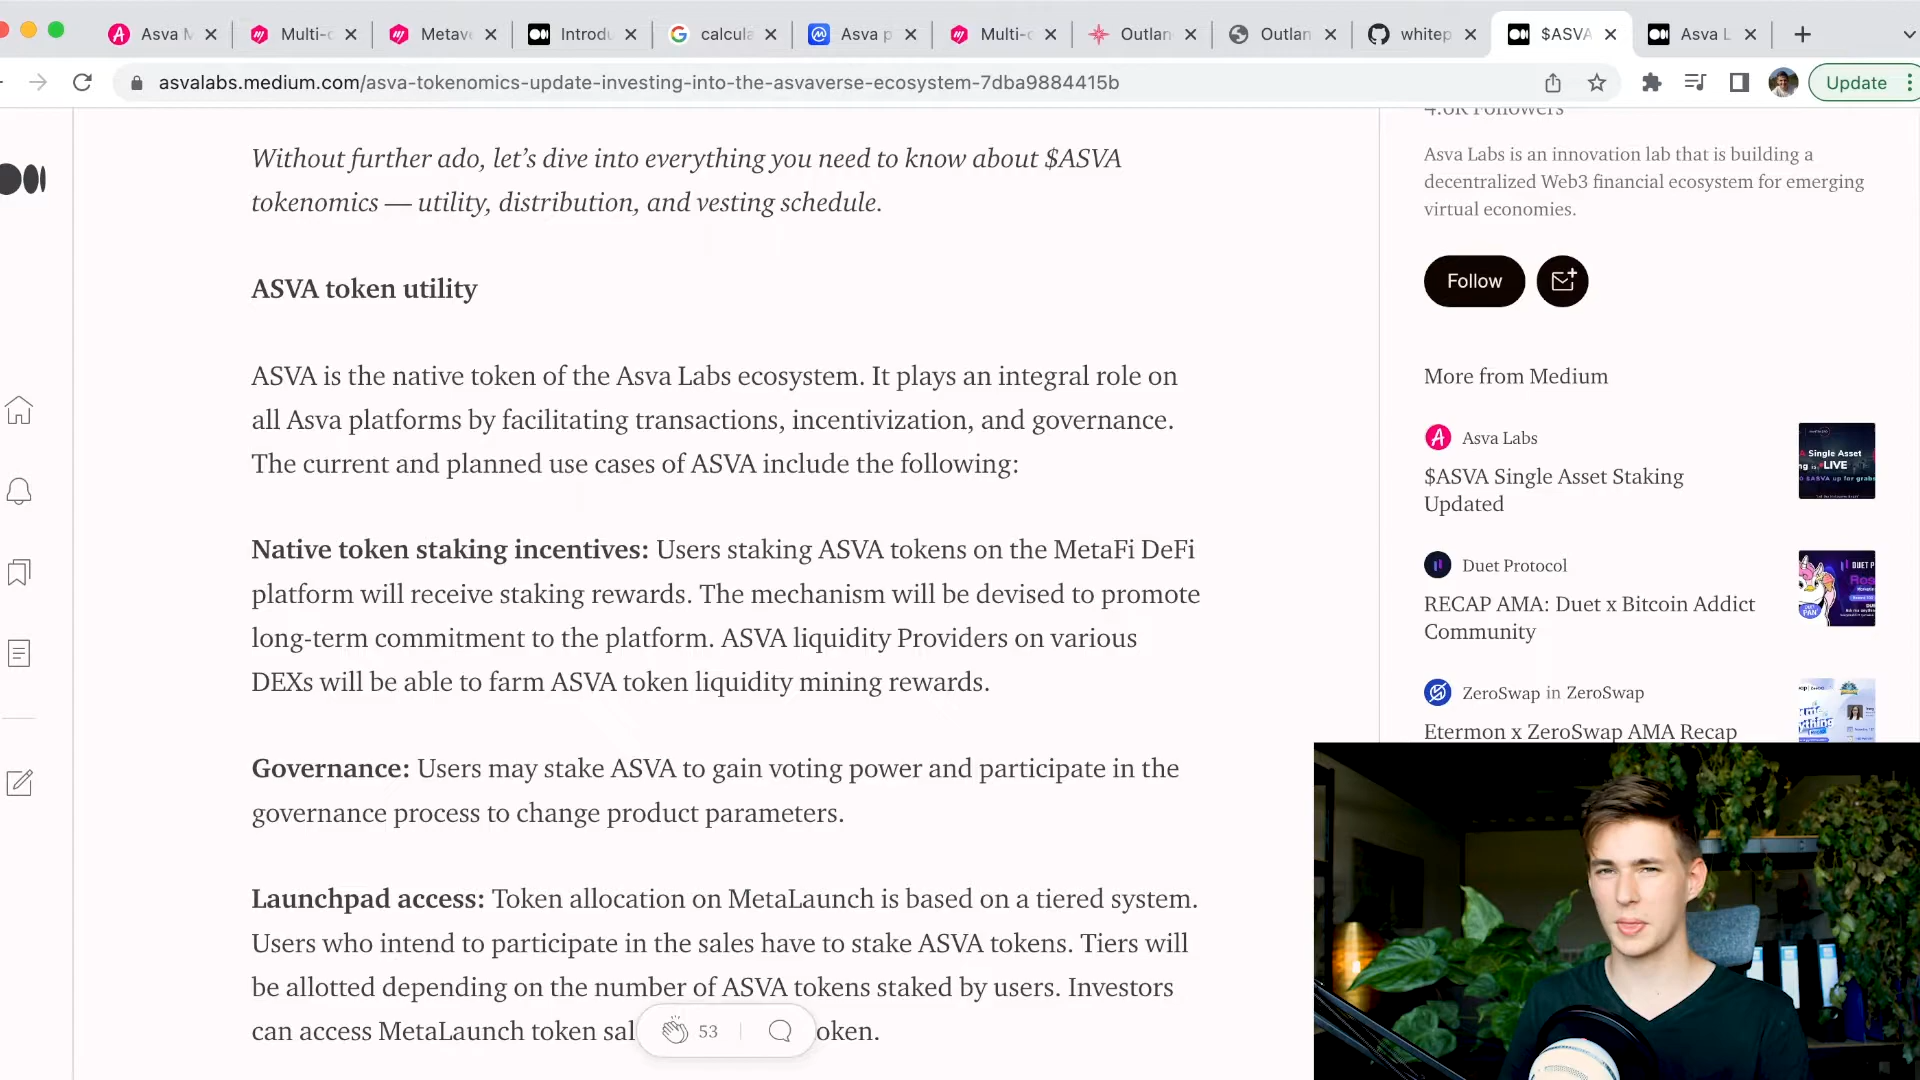 Asva M
Multi-c
Metave
Introdu
calcula
Asva p
Multi-c
Outlan
Outlan
whitep
$ASVA
Asva L
asvalabs.medium.com/asva-tokenomics-update-investing-into-the-asvaverse-ecosystem-7dba9884415b
Update
Without further ado, let’s dive into everything you need to know about $ASVA
tokenomics — utility, distribution, and vesting schedule.
ASVA token utility
ASVA is the native token of the Asva Labs ecosystem. It plays an integral role on
all Asva platforms by facilitating transactions, incentivization, and governance.
The current and planned use cases of ASVA include the following:
Native token staking incentives: Users staking ASVA tokens on the MetaFi DeFi
platform will receive staking rewards. The mechanism will be devised to promote
long-term commitment to the platform. ASVA liquidity Providers on various
DEXs will be able to farm ASVA token liquidity mining rewards.
Governance: Users may stake ASVA to gain voting power and participate in the
governance process to change product parameters.
Launchpad access: Token allocation on MetaLaunch is based on a tiered system.
Users who intend to participate in the sales have to stake ASVA tokens. Tiers will
be allotted depending on the number of ASVA tokens staked by users. Investors
can access MetaLaunch token sal oken.
53
4.6K Followers
Asva Labs is an innovation lab that is building a
decentralized Web3 financial ecosystem for emerging
virtual economies.
Follow
More from Medium
Asva Labs
$ASVA Single Asset Staking
Updated
Single Asset
LIVE
Duet Protocol
RECAP AMA: Duet x Bitcoin Addict
Community
ZeroSwap in ZeroSwap
Etermon x ZeroSwap AMA Recap